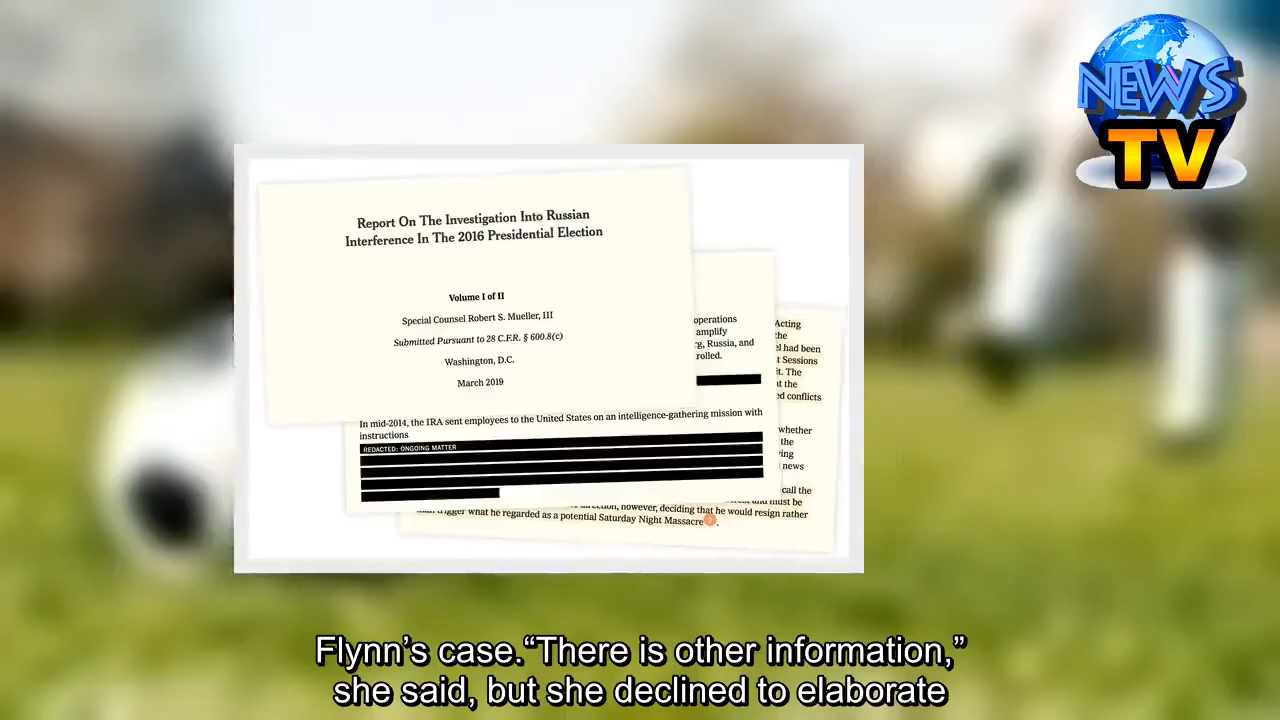 NEWS
TV
Report On The Investigation Into Russian
Interference In The 2016 Presidential Election
Volume I of II
Special Counsel Robert S. Mueller, III
Submitted Pursuant to 28 C.F.R. § 600.8(c)
Washington, D.C.
March 2019
operations
amplify
Russia, and
In mid-2014, the IRA sent employees to the United States on an intelligence-gathering mission with
instructions
REDACTED: ONGOING MATTER
Acting
the
had been
Sessions
it. The
the
conflicts
whether
the
news
call the
must be
direction, however, deciding that he would resign rather
than trigger what he regarded as a potential Saturday Night Massacre?.
Flynn’s case.“There is other information,”
she said, but she declined to elaborate